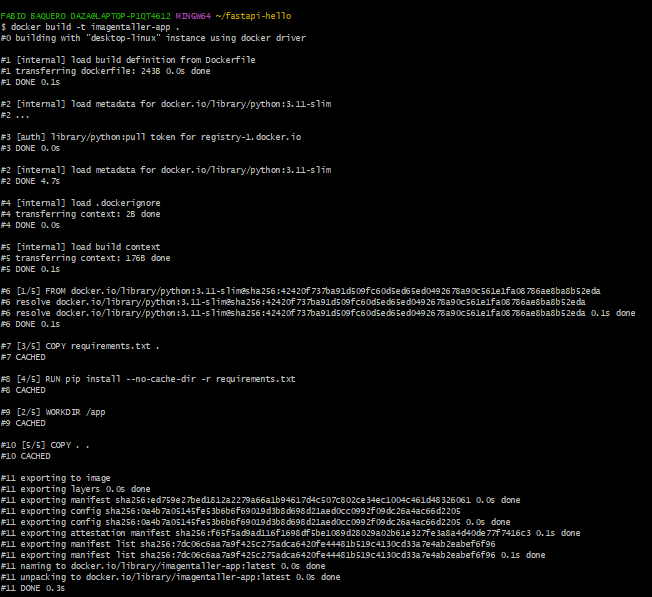 FABIO BAQUERO DAZA@LAPTOP-P1QT4612 MINGW64 ~/fastapi-hello
$ docker build -t imagentaller-app .
#0 building with "desktop-linux" instance using docker driver
#1 [internal] load build definition from Dockerfile
#1 transferring dockerfile: 243B 0.0s done
#1 DONE 0.1s
#2 [internal] load metadata for docker.io/library/python:3.11-slim
#2 ...
#3 [auth] library/python:pull token for registry-1.docker.io
#3 DONE 0.0s
#2 [internal] load metadata for docker.io/library/python:3.11-slim
#2 DONE 4.7s
#4 [internal] load .dockerignore
#4 transferring context: 2B done
#4 DONE 0.0s
#5 [internal] load build context
#5 transferring context: 176B done
#5 DONE 0.1s
#6 [1/5] FROM docker.io/library/python:3.11-slim@sha256:42420f737ba91d509fc60d5ed65ed0492678a90c561e1fa08786ae8ba8b52eda
#6 resolve docker.io/library/python:3.11-slim@sha256:42420f737ba91d509fc60d5ed65ed0492678a90c561e1fa08786ae8ba8b52eda
#6 resolve docker.io/library/python:3.11-slim@sha256:42420f737ba91d509fc60d5ed65ed0492678a90c561e1fa08786ae8ba8b52eda 0.1s done
#6 DONE 0.1s
#7 [3/5] COPY requirements.txt .
#7 CACHED
#8 [4/5] RUN pip install --no-cache-dir -r requirements.txt
#8 CACHED
#9 [2/5] WORKDIR /app
#9 CACHED
#10 [5/5] COPY . .
#10 CACHED
#11 exporting to image
#11 exporting layers 0.0s done
#11 exporting manifest sha256:ed759e27bed1812a2279a66a1b94617d4c507c802ce34ec1004c461d48326061 0.0s done
#11 exporting config sha256:0a4b7a05145fe53b6b6f69019d3b8d698d21aed0cc0992f09dc26a4ac66d2205
#11 exporting config sha256:0a4b7a05145fe53b6b6f69019d3b8d698d21aed0cc0992f09dc26a4ac66d2205 0.0s done
#11 exporting attestation manifest sha256:f65f5ad9ad116f1698df5be1089d28029a02b61e327fe3a8a4d40de77f7416c3 0.1s done
#11 exporting manifest list sha256:7dc06c6aa7a9f425c275adca6420fe44481b519c4130cd33a7e4ab2eabef6f96
#11 exporting manifest list sha256:7dc06c6aa7a9f425c275adca6420fe44481b519c4130cd33a7e4ab2eabef6f96 0.1s done
#11 naming to docker.io/library/imagentaller-app:latest 0.0s done
#11 unpacking to docker.io/library/imagentaller-app:latest 0.0s done
#11 DONE 0.3s